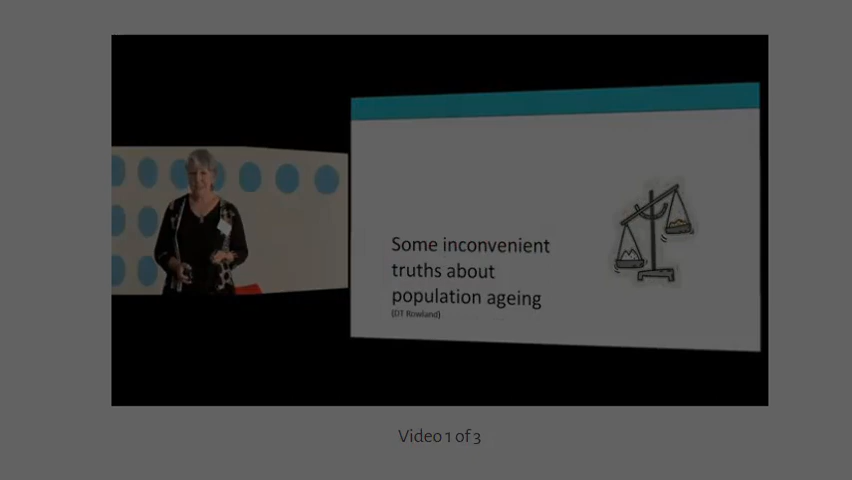 Some inconvenient
truths about
population ageing
(DT Rowland)
Video 1 of 3